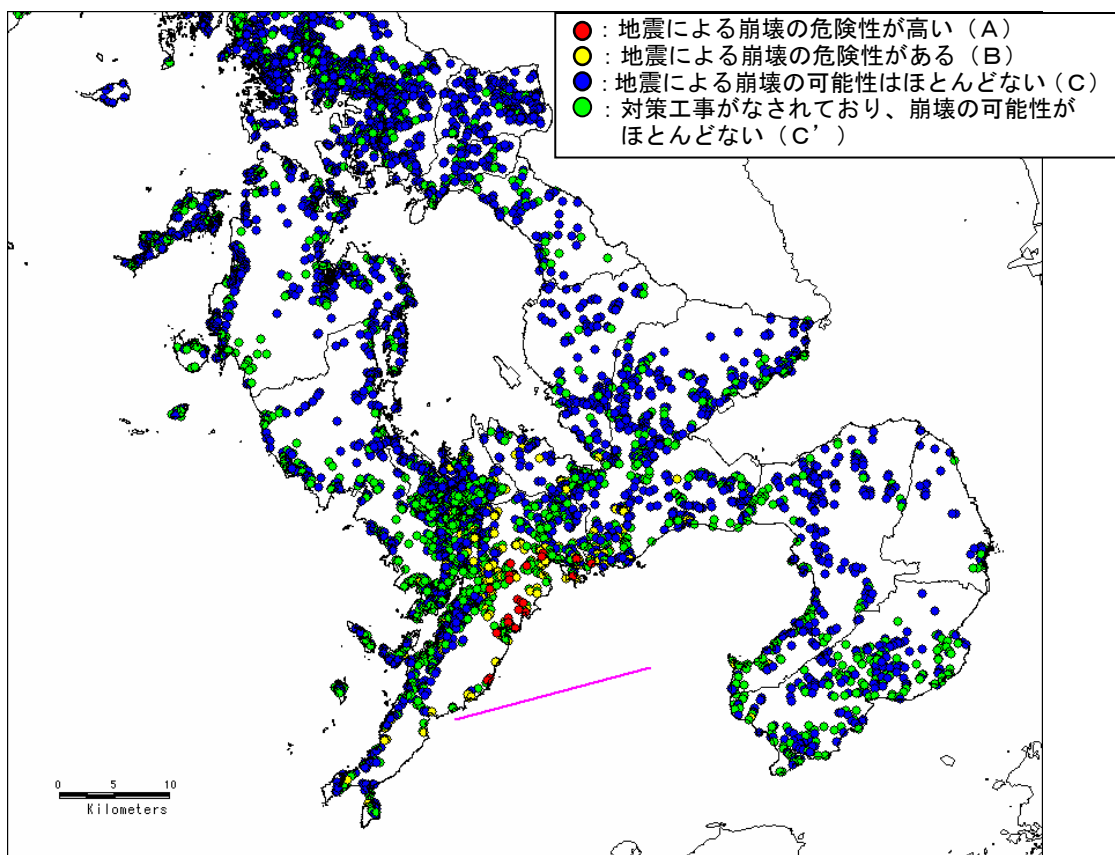 ：地震による崩壊の危険性が高い（Ａ）
：地震による崩壊の危険性がある（Ｂ）
：地震による崩壊の可能性はほとんどない（Ｃ）
：対策工事がなされており、崩壊の可能性が
ほとんどない（Ｃ’）
0 5 10
Kilometers